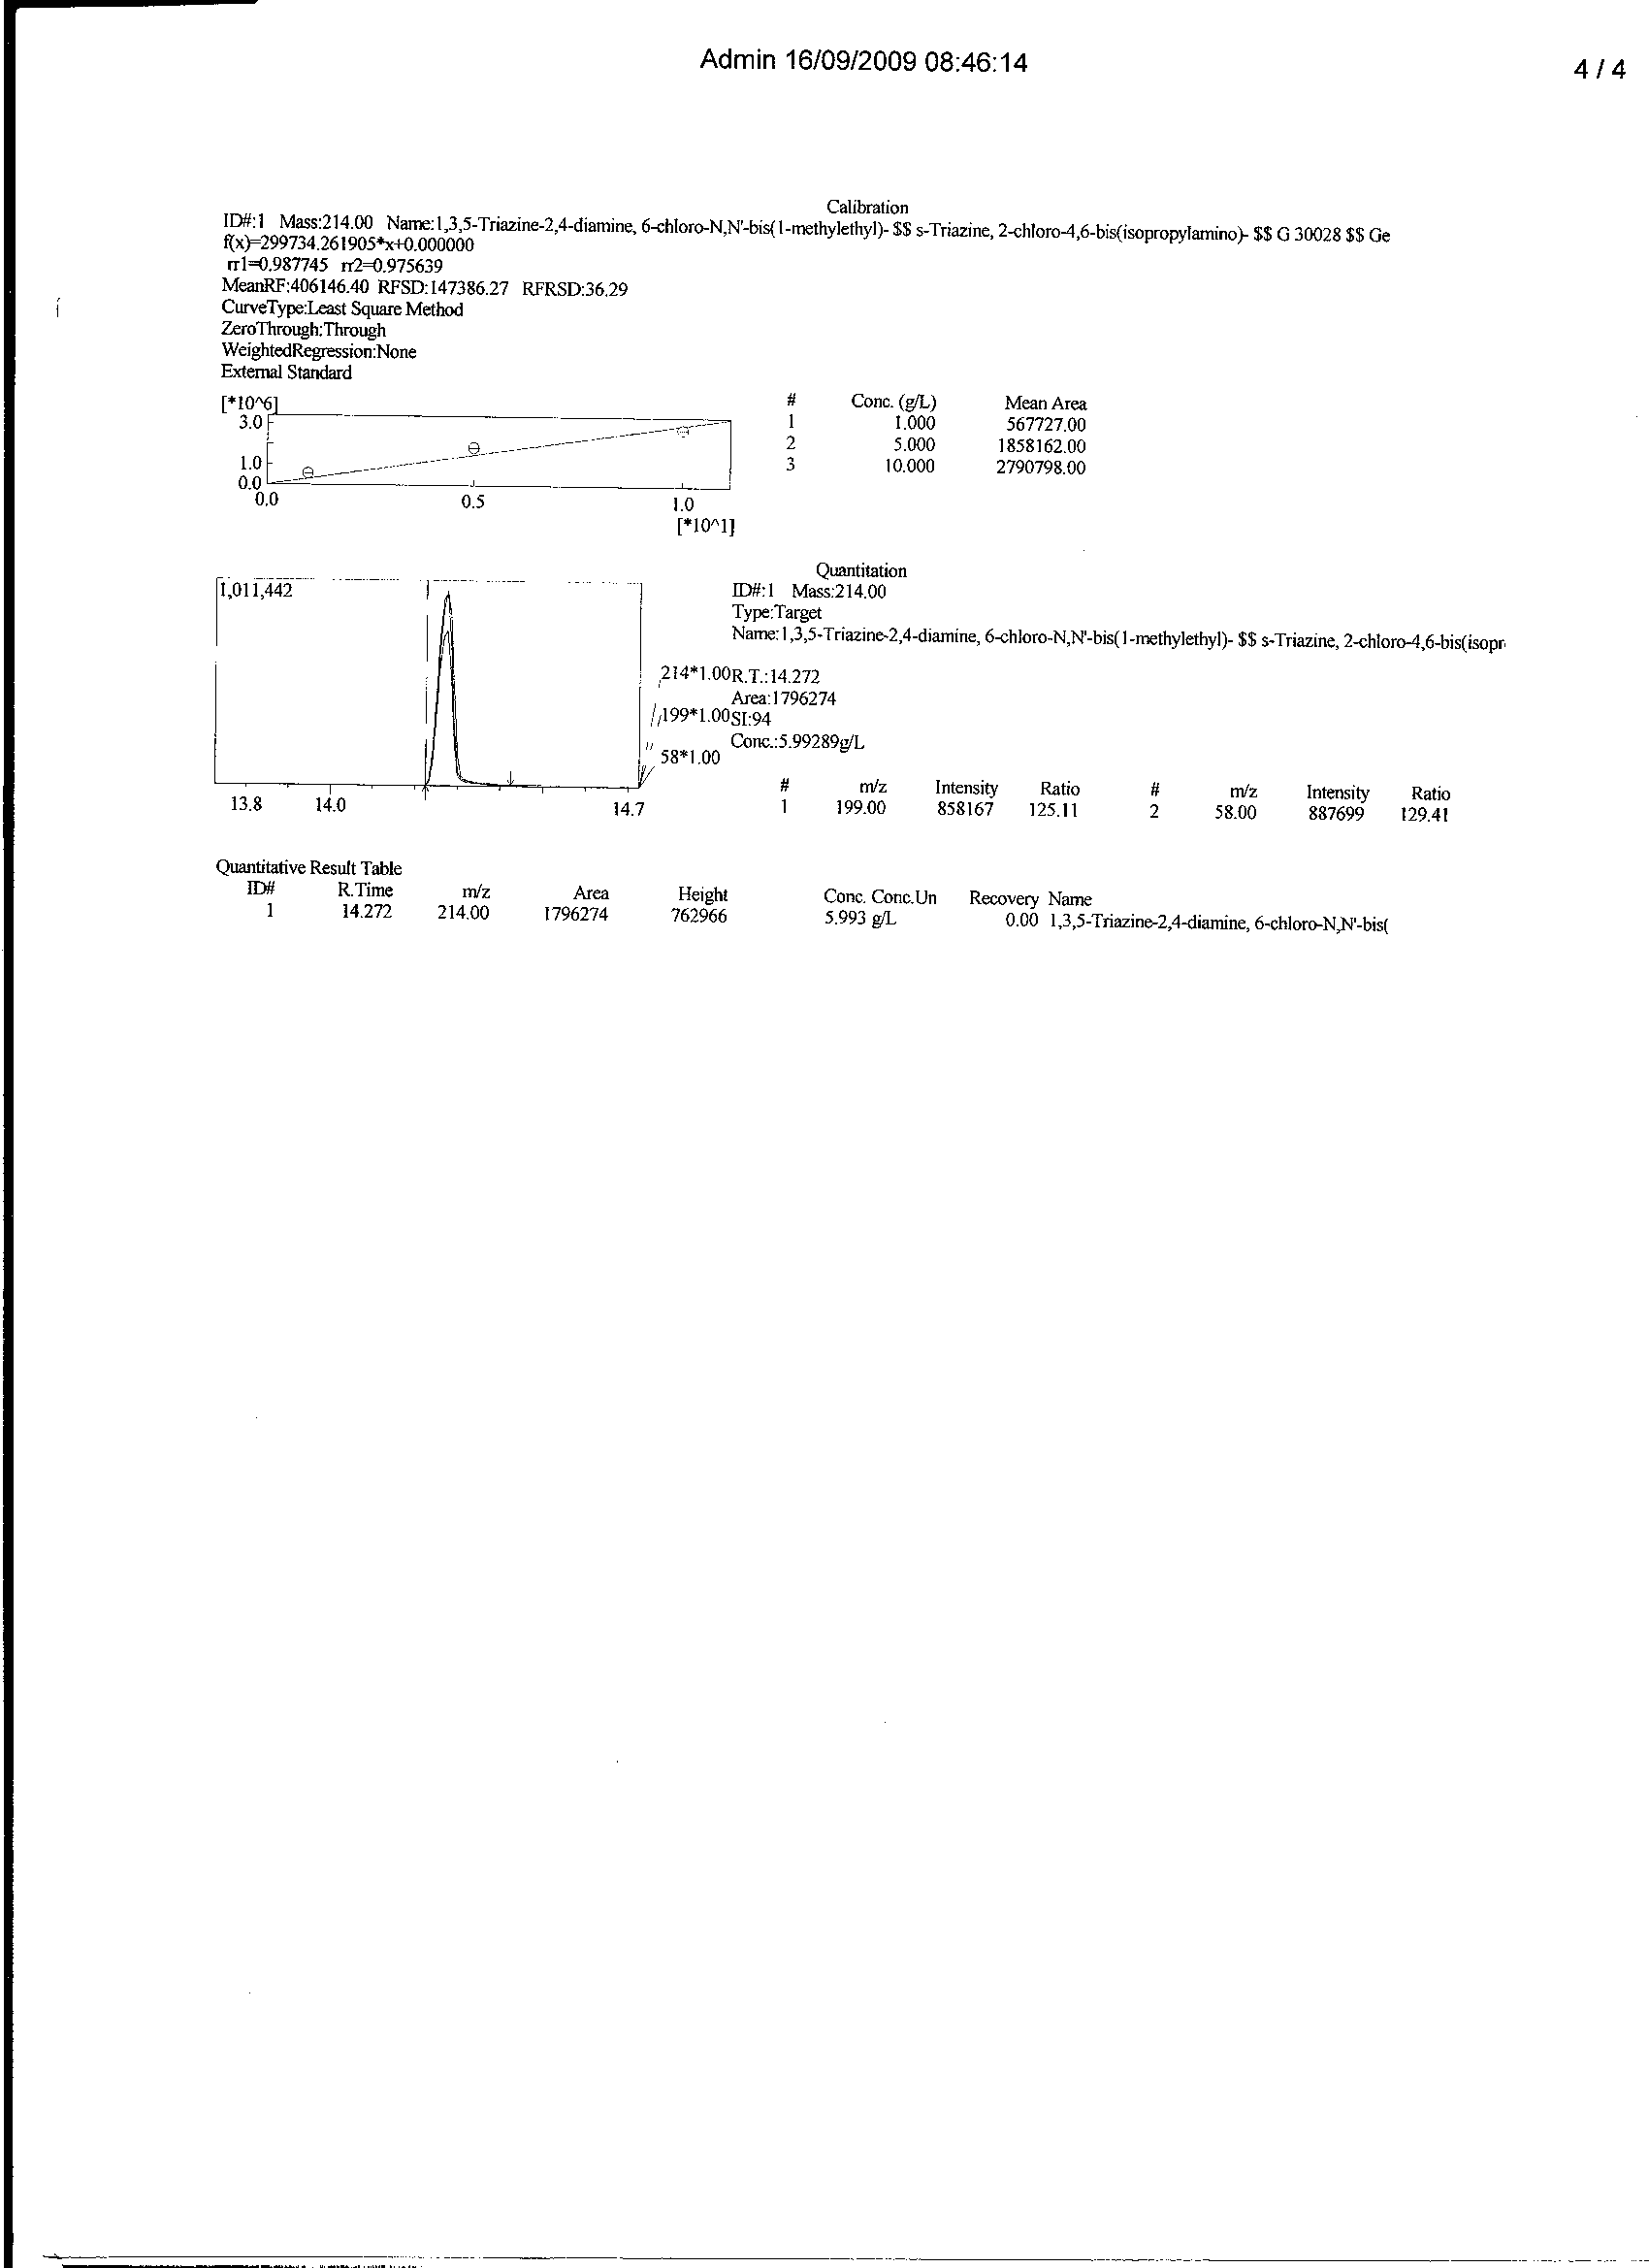 Admin 16/09/2009 08:46:14
4 / 4
Calibration
ID#:1 Mass:214.00 Name:1,3,5-Triazine-2,4-diamine, 6-chloro-N,N'-bis(1-methylethyl)- $$ s-Triazine, 2-chloro-4,6-bis(isopropylamino)- $$ G 30028 $$ Ge
f(x)=299734.261905*x+0.000000
rr1=0.987745 rr2=0.975639
MeanRF:406146.40 RFSD:147386.27 RFRSD:36.29
CurveType:Least Square Method
ZeroThrough:Through
WeightedRegression:None
External Standard
[*10^6]
3.0
1.0
0.0
0.0 0.5 1.0
[*10^1]
# Conc. (g/L) Mean Area
1 1.000 567727.00
2 5.000 1858162.00
3 10.000 2790798.00
Quantitation
1,011,442
ID#:1 Mass:214.00
Type:Target
Name:1,3,5-Triazine-2,4-diamine, 6-chloro-N,N'-bis(1-methylethyl)- $$ s-Triazine, 2-chloro-4,6-bis(isopr
214*1.00 R.T.:14.272
Area:1796274
199*1.00 SI:94
Conc.:5.99289g/L
58*1.00
13.8 14.0 14.7
# m/z Intensity Ratio # m/z Intensity Ratio
1 199.00 858167 125.11 2 58.00 887699 129.41
Quantitative Result Table
ID# R.Time m/z Area Height Conc. Conc.Un Recovery Name
1 14.272 214.00 1796274 762966 5.993 g/L 0.00 1,3,5-Triazine-2,4-diamine, 6-chloro-N,N'-bis(